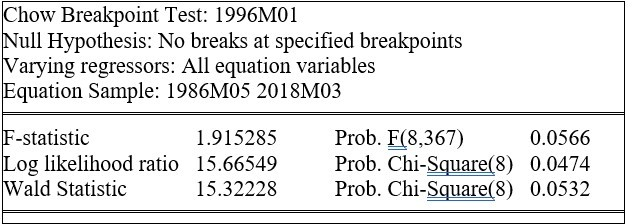 Chow Breakpoint Test: 1996M01
Null Hypothesis: No breaks at specified breakpoints
Varying regressors: All equation variables
Equation Sample: 1986M05 2018M03
F-statistic 1.915285 Prob. F(8,367) 0.0566
Log likelihood ratio 15.66549 Prob. Chi-Square(8) 0.0474
Wald Statistic 15.32228 Prob. Chi-Square(8) 0.0532